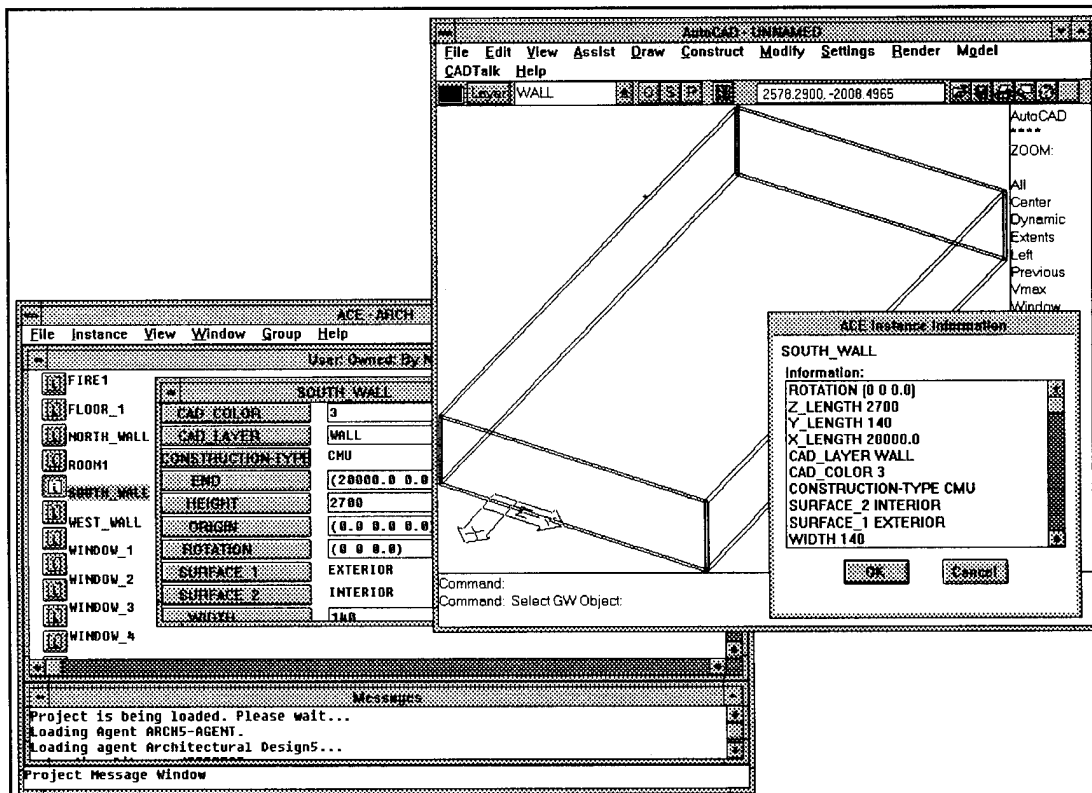 AutoCAD - UNNAMED
File Edit View Assist Draw Construct Modify Settings Render Model
CADTalk Help
Layer WALL O S P 2578.2900, -2008.4965
AutoCAD
****
ZOOM:
All
Center
Dynamic
Extents
Left
Previous
Vmax
Window
Command:
Command: Select GW Object:
ACE Instance Information
SOUTH_WALL
Information:
ROTATION (0 0 0.0)
Z_LENGTH 2700
Y_LENGTH 140
X_LENGTH 20000.0
CAD_LAYER WALL
CAD_COLOR 3
CONSTRUCTION-TYPE CMU
SURFACE_2 INTERIOR
SURFACE_1 EXTERIOR
WIDTH 140
OK Cancel
ACE - ARCH
File Instance View Window Group Help
User: Owned: By N
FIRE1
FLOOR_1
NORTH_WALL
ROOM1
SOUTH_WALL
WEST_WALL
WINDOW_1
WINDOW_2
WINDOW_3
WINDOW_4
SOUTH_WALL
CAD_COLOR 3
CAD_LAYER WALL
CONSTRUCTION-TYPE CMU
END (20000.0 0.0
HEIGHT 2700
ORIGIN (0.0 0.0 0.0)
ROTATION (0 0 0.0)
SURFACE_1 EXTERIOR
SURFACE_2 INTERIOR
WIDTH 140
Messages
Project is being loaded. Please wait...
Loading Agent ARCH5-AGENT.
Loading agent Architectural Design5...
Project Message Window